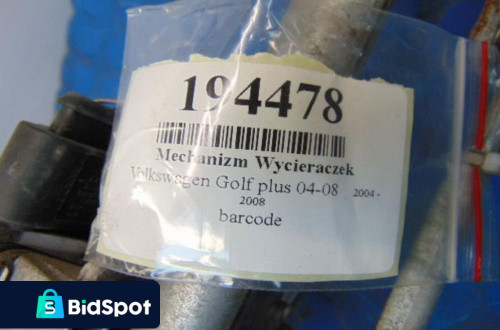 194478
Mechanizm Wycieraczek
Volkswagen Golf plus 04-08 2004 -
2008
barcode
S BidSpot